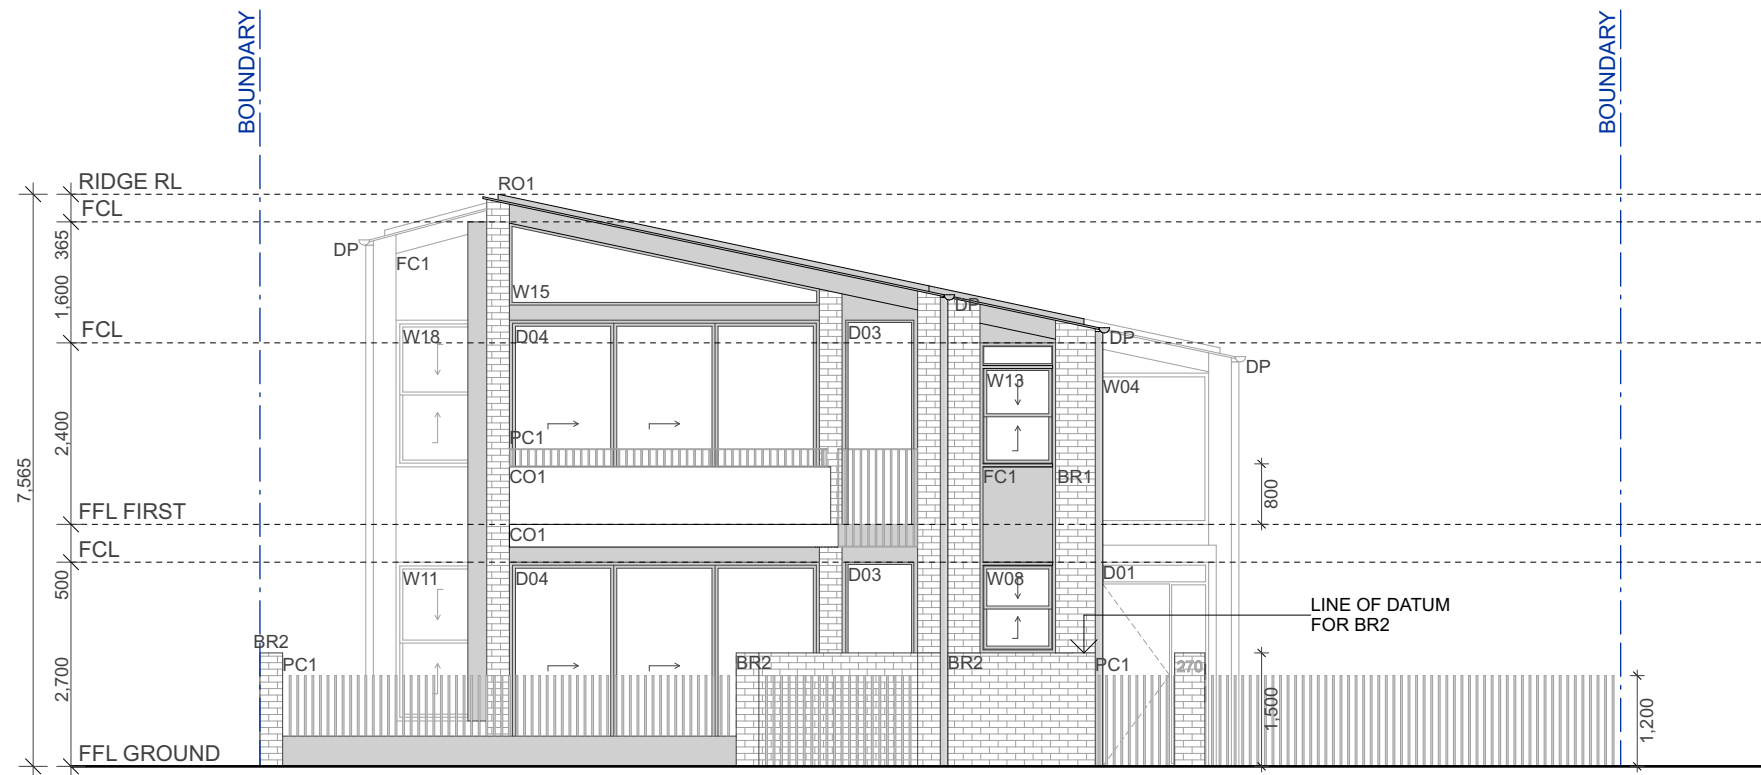 BOUNDARY
BOUNDARY
RIDGE RL
RO1
FCL
365
DP
FC1
1,600
W15
DP
FCL
W18
D04
D03
DP
DP
W13
W04
2,400
PC1
7,565
CO1
FC1
BR1
800
FFL FIRST
CO1
FCL
W11
D04
D03
W08
D01
500
LINE OF DATUM
FOR BR2
BR2
PC1
BR2
BR2
PC1
270
2,700
1,500
1,200
FFL GROUND